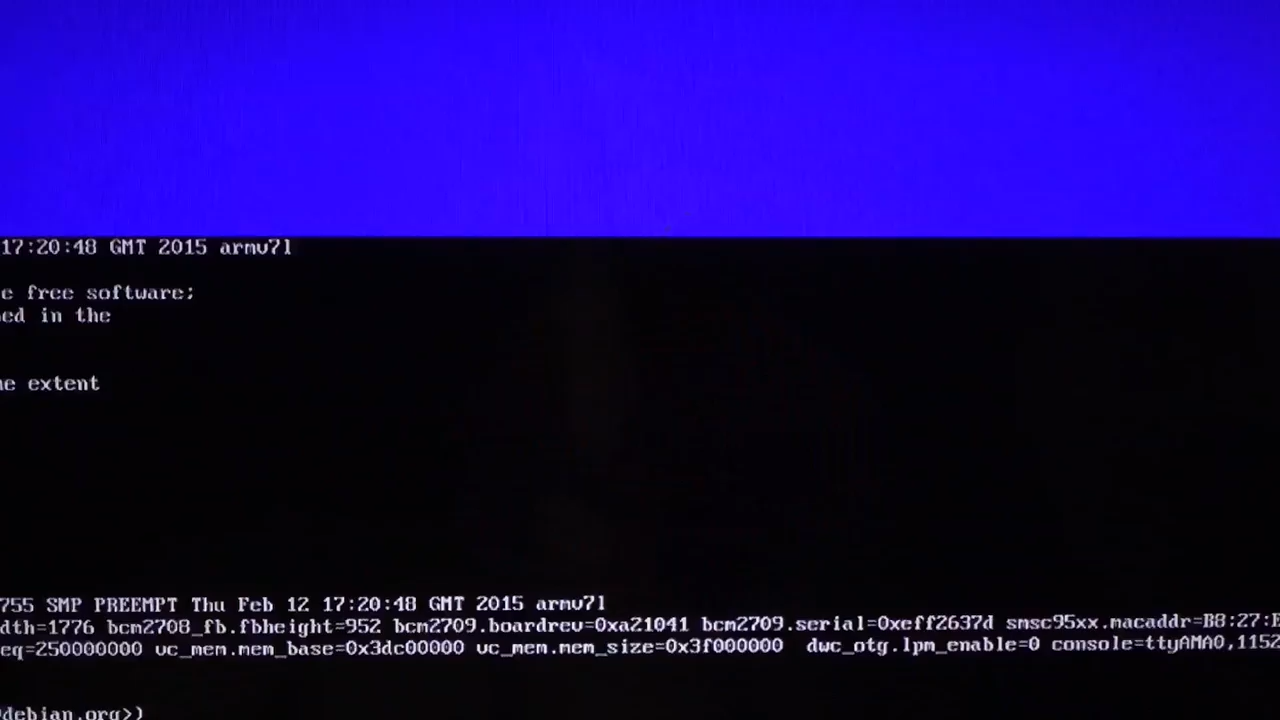 17:20:48 GMT 2015 armv7l
e free software;
ed in the
e extent
755 SMP PREEMPT Thu Feb 12 17:20:48 GMT 2015 armv7l
dth=1776 bcm2708_fb.fbheight=952 bcm2709.boardrev=0xa21041 bcm2709.serial=0xeff2637d smsc95xx.macaddr=B8:27:E
eq=250000000 vc_mem.mem_base=0x3dc00000 vc_mem.mem_size=0x3f000000 dwc_otg.lpm_enable=0 console=ttyAMA0,1152
debian.org>)